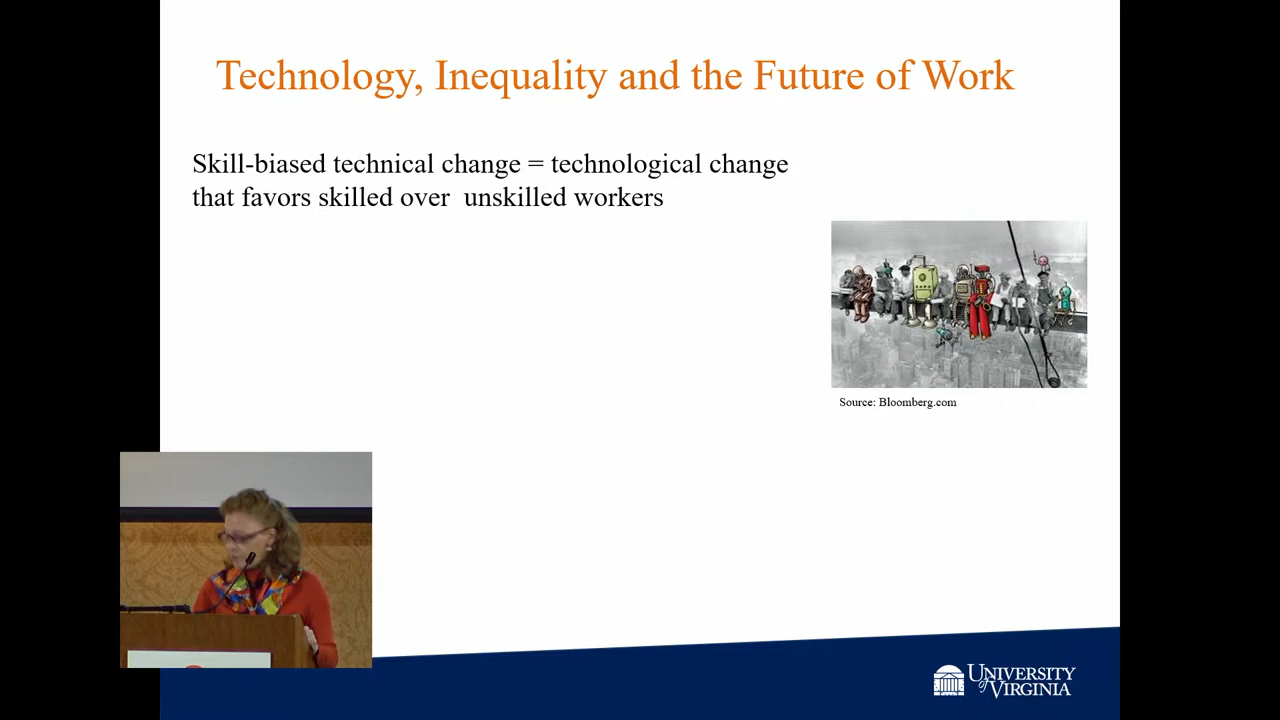 Technology, Inequality and the Future of Work
Skill-biased technical change = technological change
that favors skilled over  unskilled workers
Source: Bloomberg.com
UNIVERSITY
of VIRGINIA